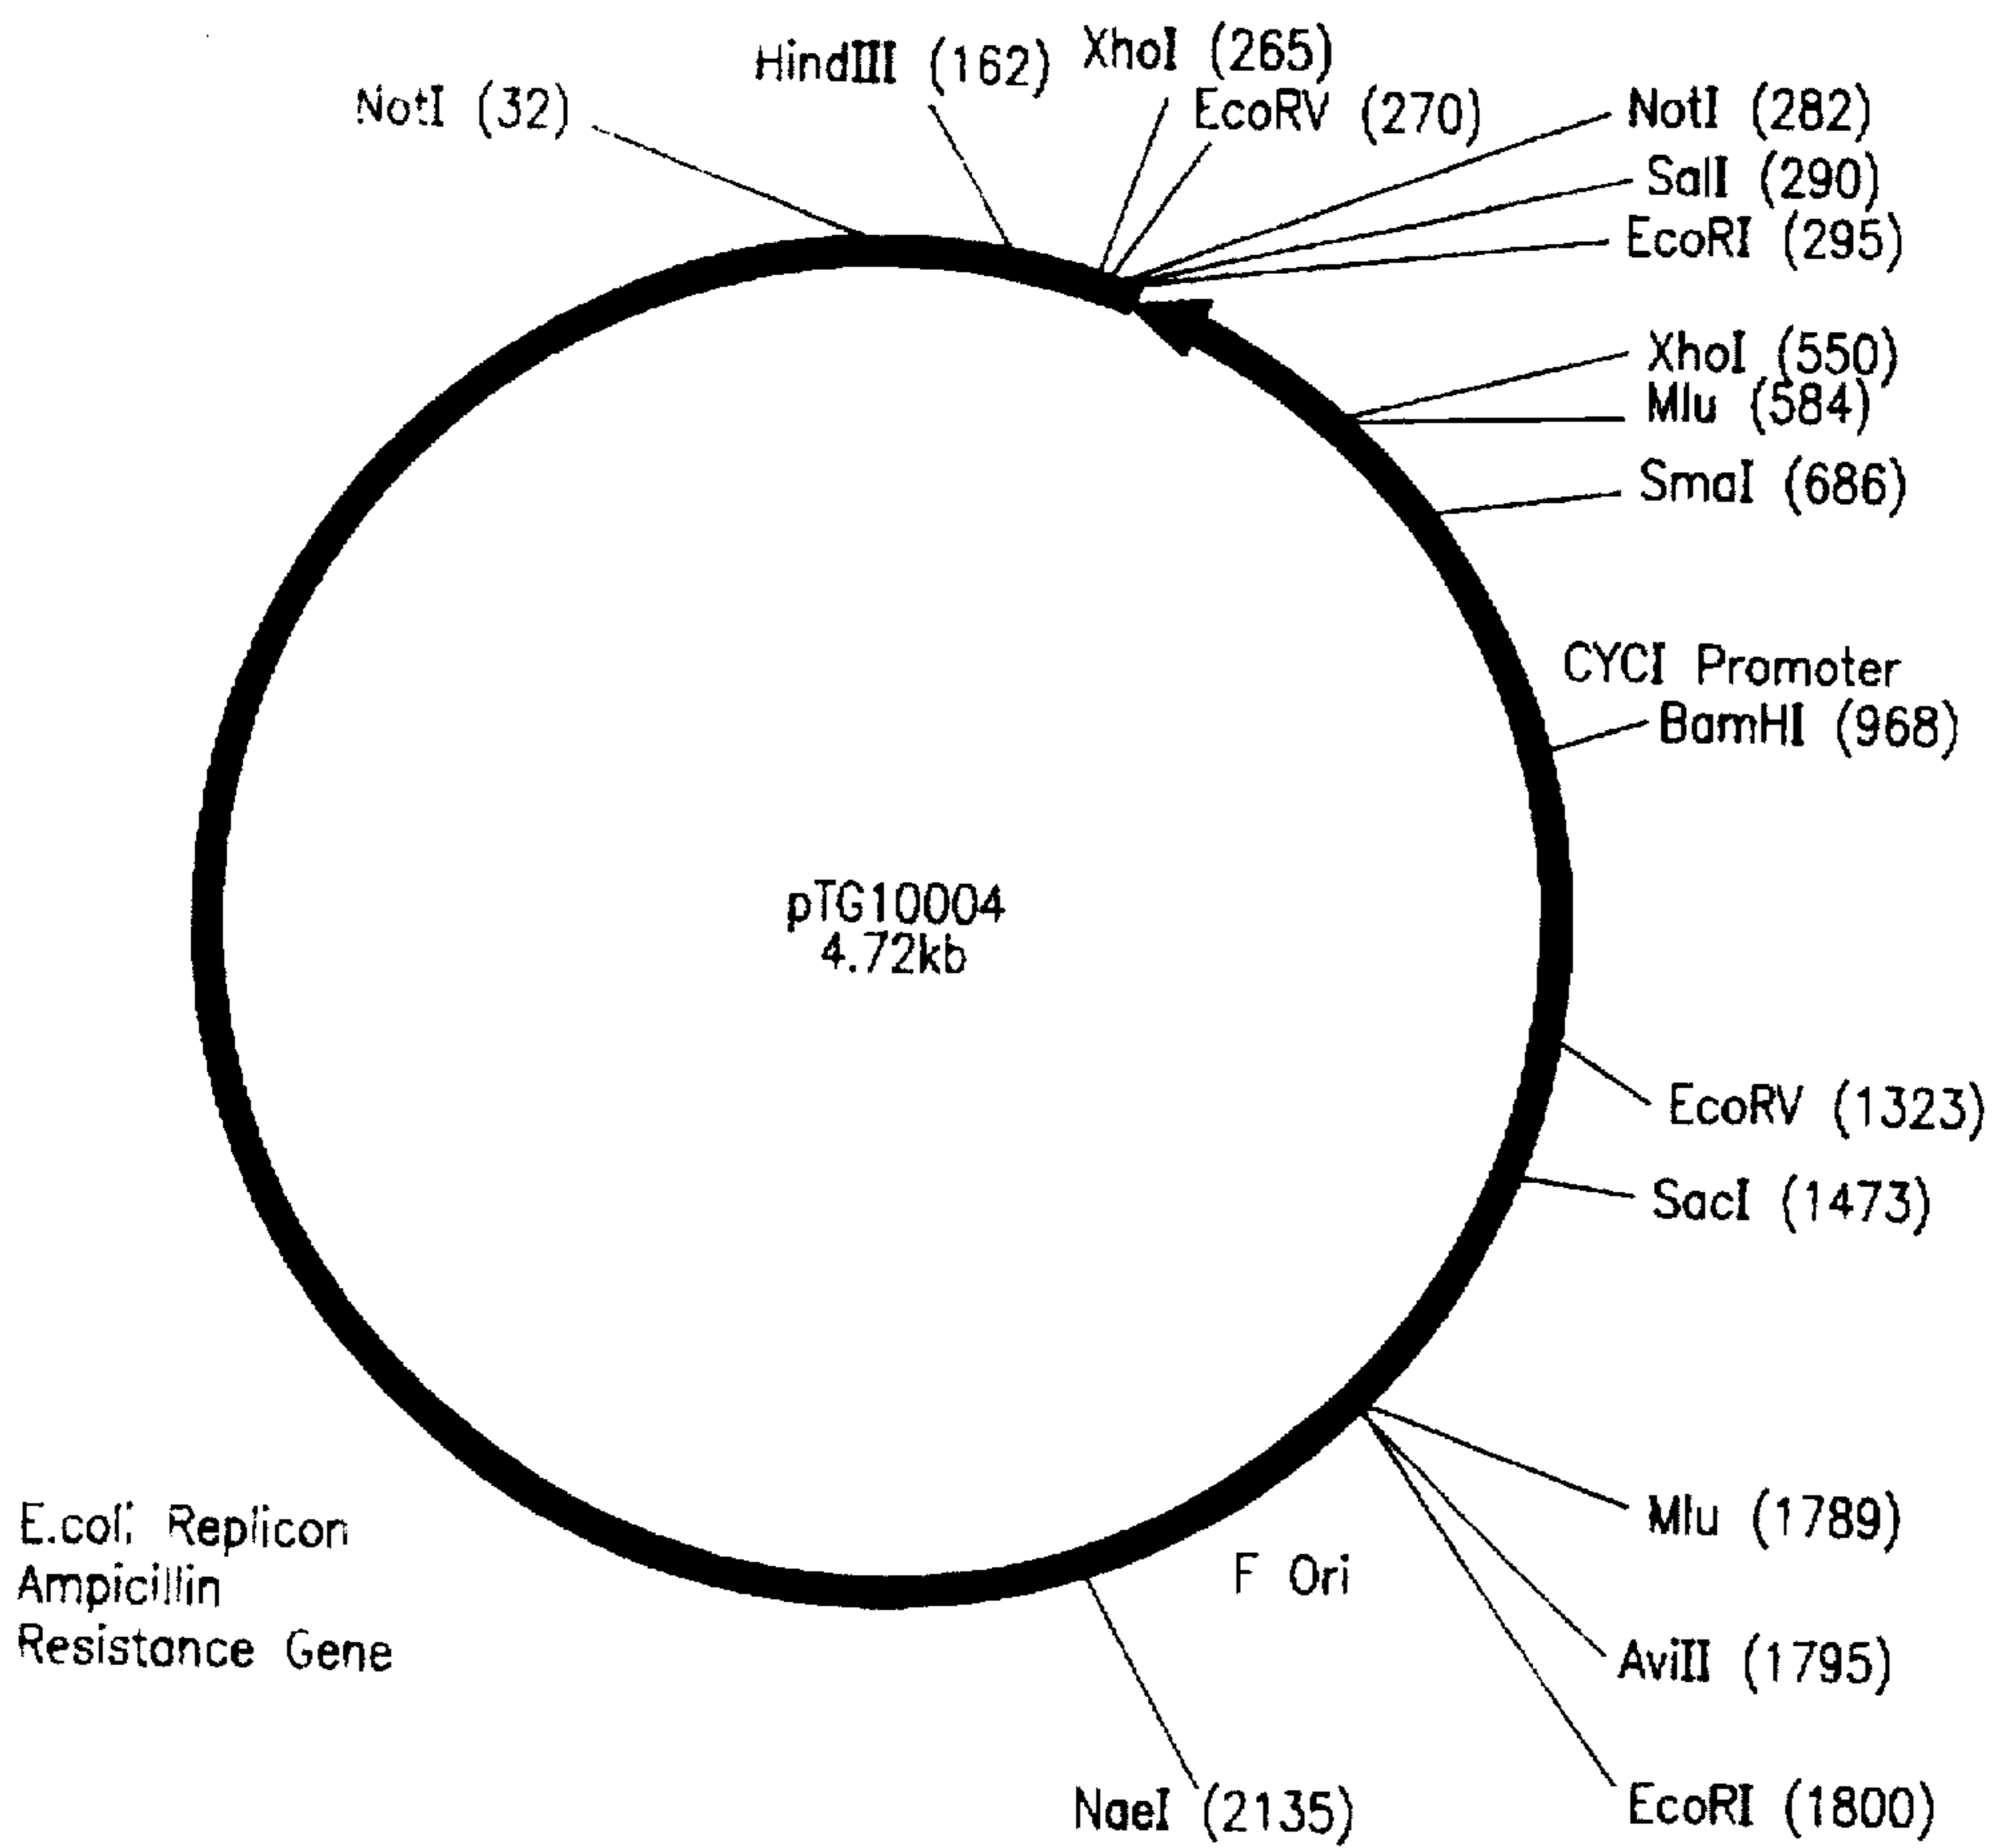 NotI (32)
HindIII (162)
XhoI (265)
EcoRV (270)
NotI (282)
SalI (290)
EcoRI (295)
XhoI (550)
Mlu (584)
SmaI (686)
CYCI Promoter
BamHI (968)
pTG10004
4.72kb
EcoRV (1323)
SacI (1473)
Mlu (1789)
AviII (1795)
EcoRI (1800)
F Ori
NaeI (2135)
E.coli Replicon
Ampicillin
Resistance Gene